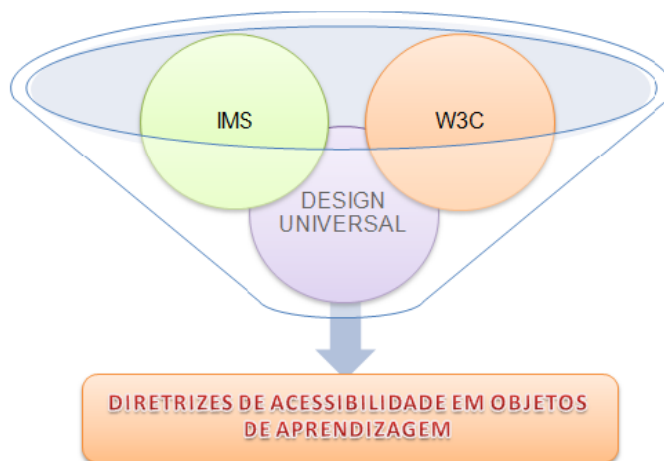 IMS
W3C
DESIGN
UNIVERSAL
DIRETRIZES DE ACESSIBILIDADE EM OBJETOS
DE APRENDIZAGEM